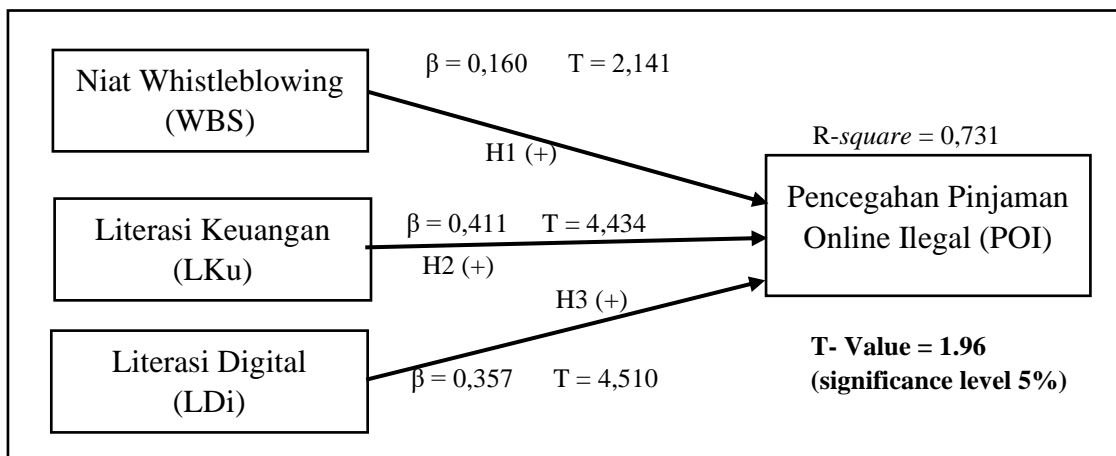 Niat Whistleblowing
(WBS)
β = 0,160 T = 2,141
H1 (+)
R-square = 0,731
Pencegahan Pinjaman
Online Ilegal (POI)
Literasi Keuangan
(LKu)
β = 0,411 T = 4,434
H2 (+)
H3 (+)
Literasi Digital
(LDi)
β = 0,357 T = 4,510
T- Value = 1.96
(significance level 5%)